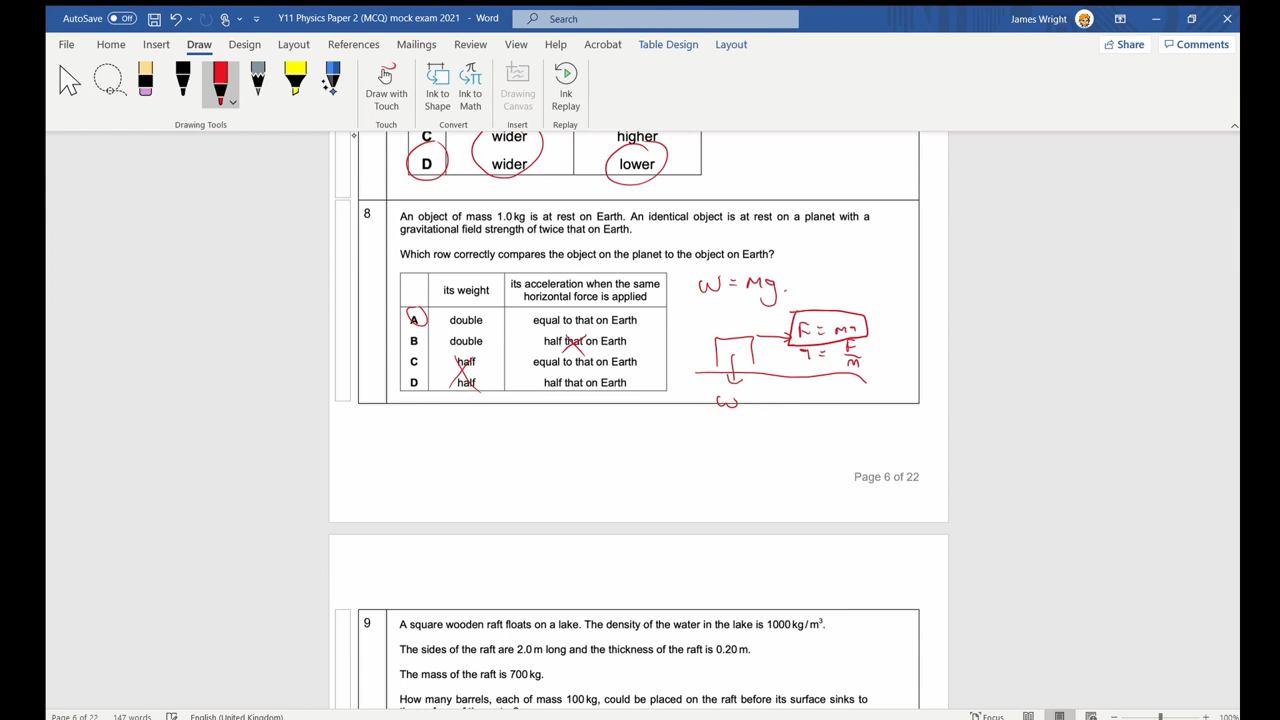 AutoSave Off Y11 Physics Paper 2 (MCQ) mock exam 2021 - Word Search James Wright
File Home Insert Draw Design Layout References Mailings Review View Help Acrobat Table Design Layout Share Comments
Draw with Touch
Ink to Shape
Ink to Math
Drawing Canvas
Ink Replay
Drawing Tools Touch Convert Insert Replay
C wider higher
D wider lower
8
An object of mass 1.0 kg is at rest on Earth. An identical object is at rest on a planet with a
gravitational field strength of twice that on Earth.
Which row correctly compares the object on the planet to the object on Earth?
its weight
its acceleration when the same
horizontal force is applied
A double equal to that on Earth
B double half that on Earth
C half equal to that on Earth
D half half that on Earth
W = mg.
F = ma
a = F/m
W
Page 6 of 22
9
A square wooden raft floats on a lake. The density of the water in the lake is 1000 kg/m³.
The sides of the raft are 2.0 m long and the thickness of the raft is 0.20 m.
The mass of the raft is 700 kg.
How many barrels, each of mass 100 kg, could be placed on the raft before its surface sinks to
Page 6 of 22 147 words English (United Kingdom) Focus 100%